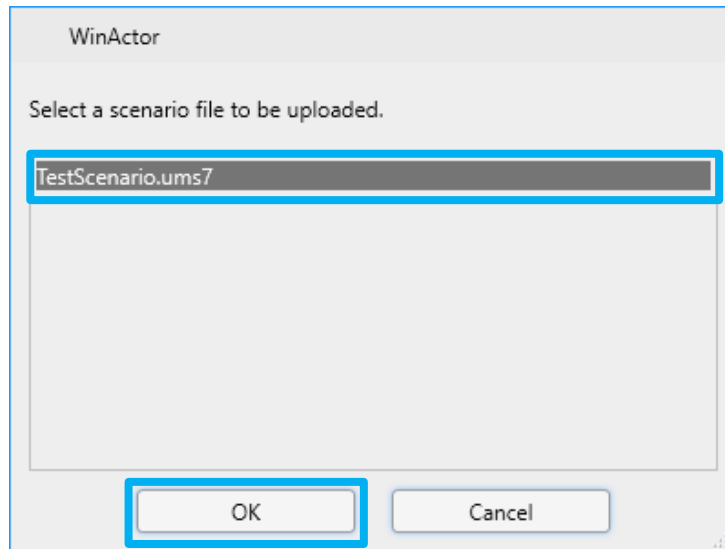 WinActor
Select a scenario file to be uploaded.
TestScenario.ums7
OK Cancel